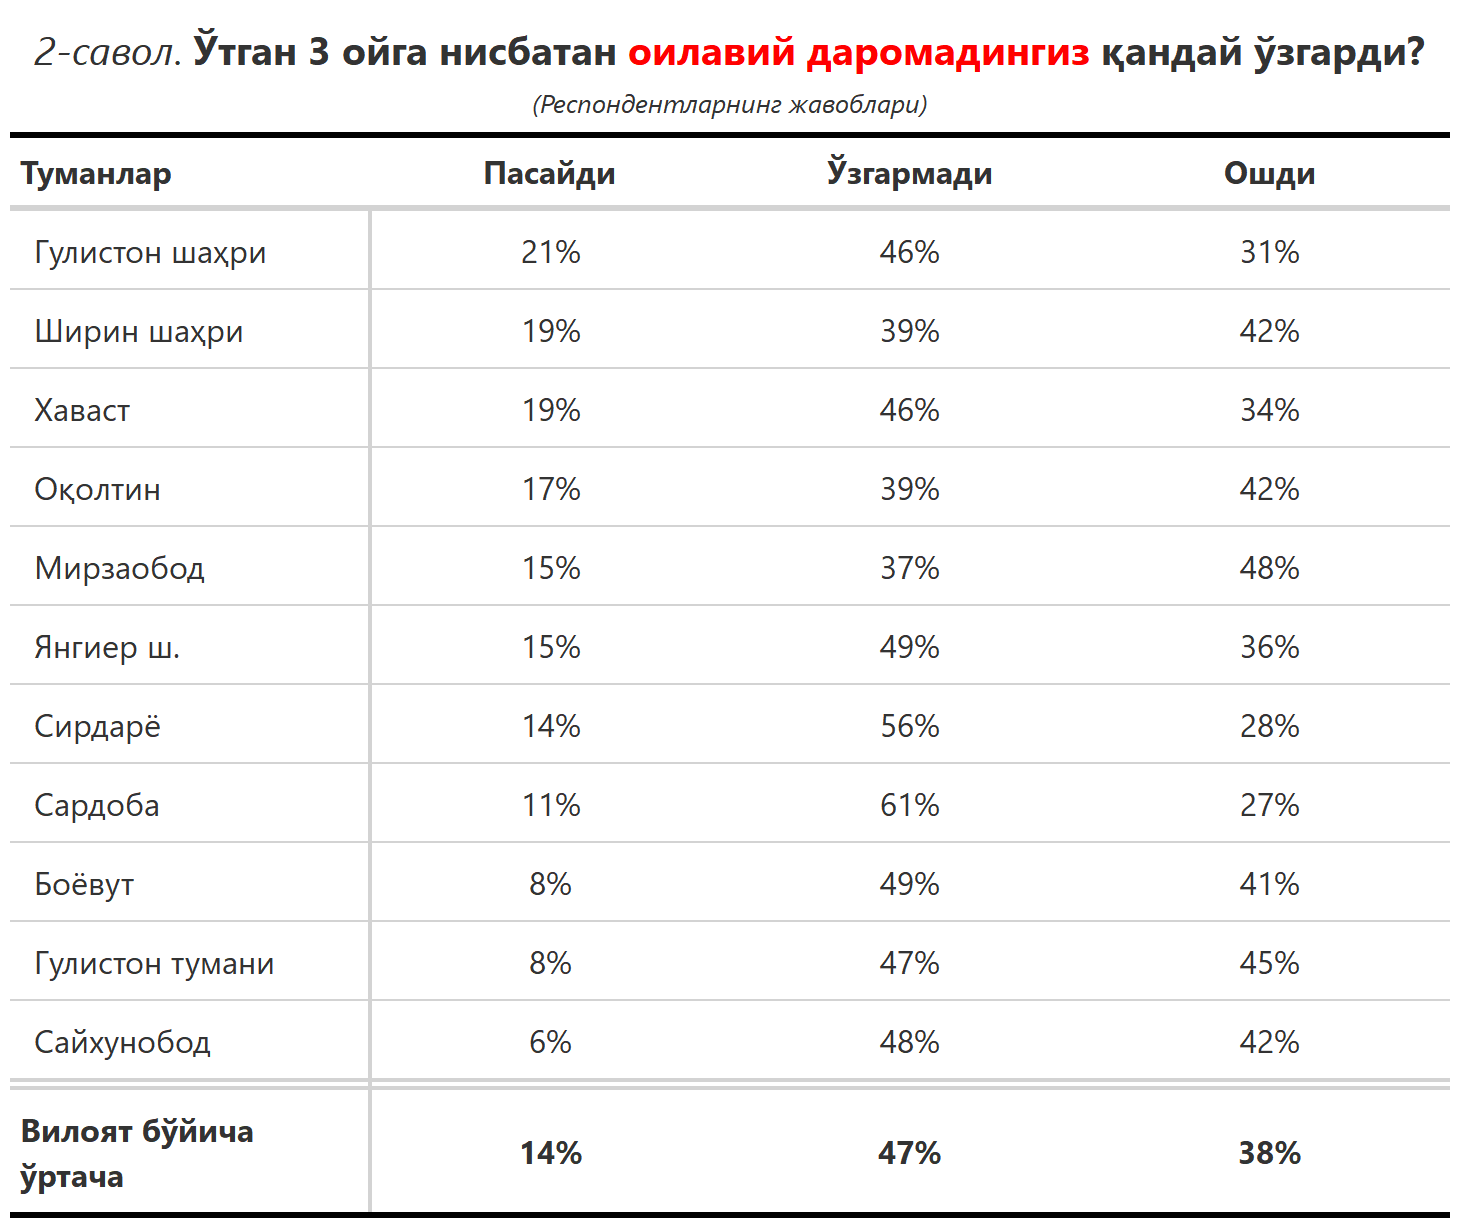 2-савол. Ўтган 3 ойга нисбатан оилавий даромадингиз қандай ўзгарди?
(Респондентларнинг жавоблари)
Туманлар Пасайди Ўзгармади Ошди
Гулистон шаҳри 21% 46% 31%
Ширин шаҳри 19% 39% 42%
Хаваст 19% 46% 34%
Оқолтин 17% 39% 42%
Мирзаобод 15% 37% 48%
Янгиер ш. 15% 49% 36%
Сирдарё 14% 56% 28%
Сардоба 11% 61% 27%
Боёвут 8% 49% 41%
Гулистон тумани 8% 47% 45%
Сайхунобод 6% 48% 42%
Вилоят бўйича
ўртача 14% 47% 38%